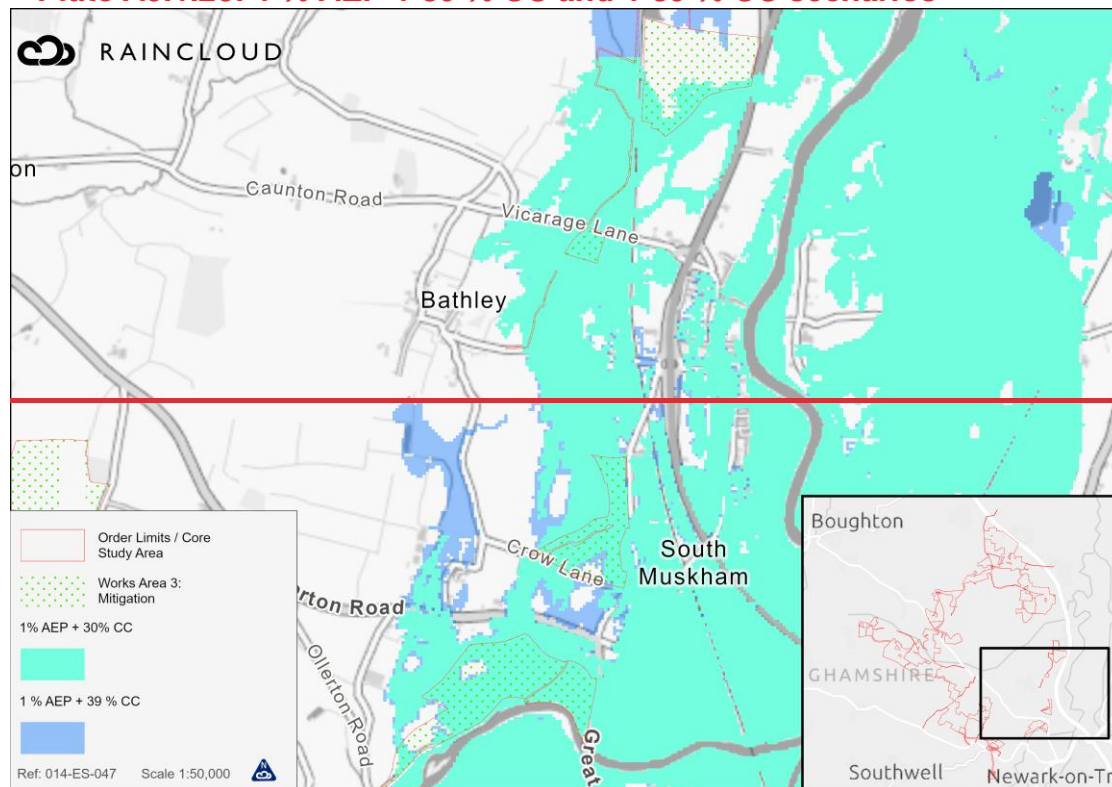 RAINCLOUD
on
Caunton Road
Vicarage Lane
Bathley
Crow Lane
South
Muskham
erton Road
Ollerton Road
Great
Order Limits / Core
Study Area
Works Area 3:
Mitigation
1% AEP + 30% CC
1 % AEP + 39 % CC
Ref: 014-ES-047 Scale 1:50,000
N
Boughton
GHAMSHIRE
Southwell
Newark-on-Tr